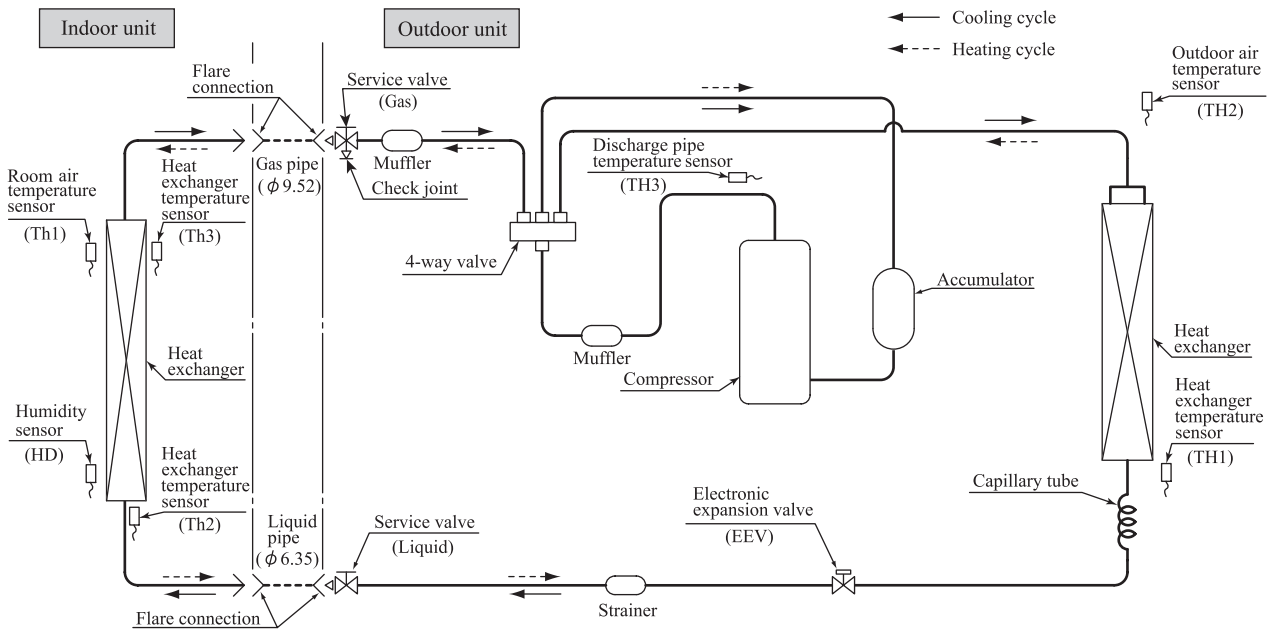 Indoor unit
Outdoor unit
Cooling cycle
Heating cycle
Flare
connection
Service valve
(Gas)
Outdoor air
temperature
sensor
(TH2)
Muffler
Gas pipe
(ϕ9.52)
Check joint
Discharge pipe
temperature sensor
(TH3)
Room air
temperature
sensor
(Th1)
Heat
exchanger
temperature
sensor
(Th3)
4-way valve
Accumulator
Muffler
Compressor
Heat
exchanger
Heat
exchanger
Humidity
sensor
(HD)
Heat
exchanger
temperature
sensor
(TH1)
Heat
exchanger
temperature
sensor
(Th2)
Capillary tube
Electronic
expansion valve
(EEV)
Liquid
pipe
(ϕ6.35)
Service valve
(Liquid)
Strainer
Flare connection